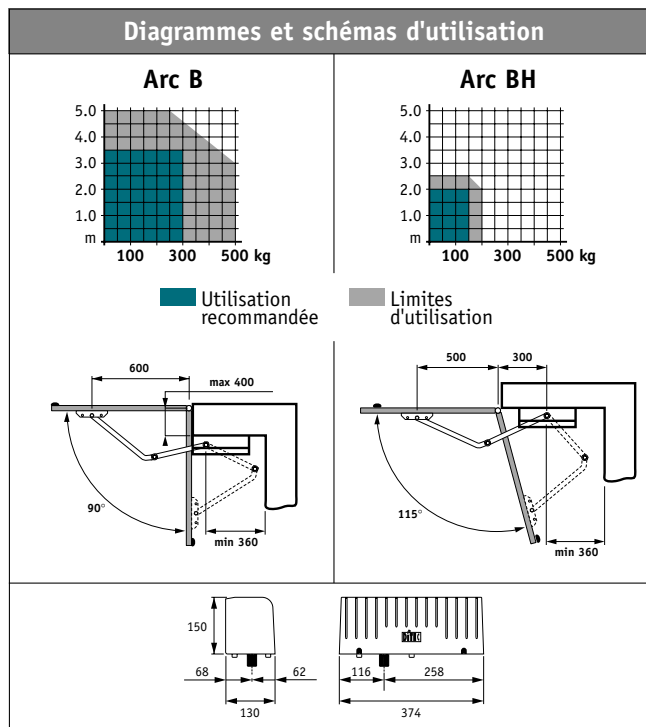 Diagrammes et schémas d'utilisation
Arc B
5.0
4.0
3.0
2.0
1.0
m
100 300 500 kg
Arc BH
5.0
4.0
3.0
2.0
1.0
m
100 300 500 kg
Utilisation
recommandée
Limites
d'utilisation
600
max 400
90°
min 360
500 300
115°
min 360
150
68 62
130
116 258
374